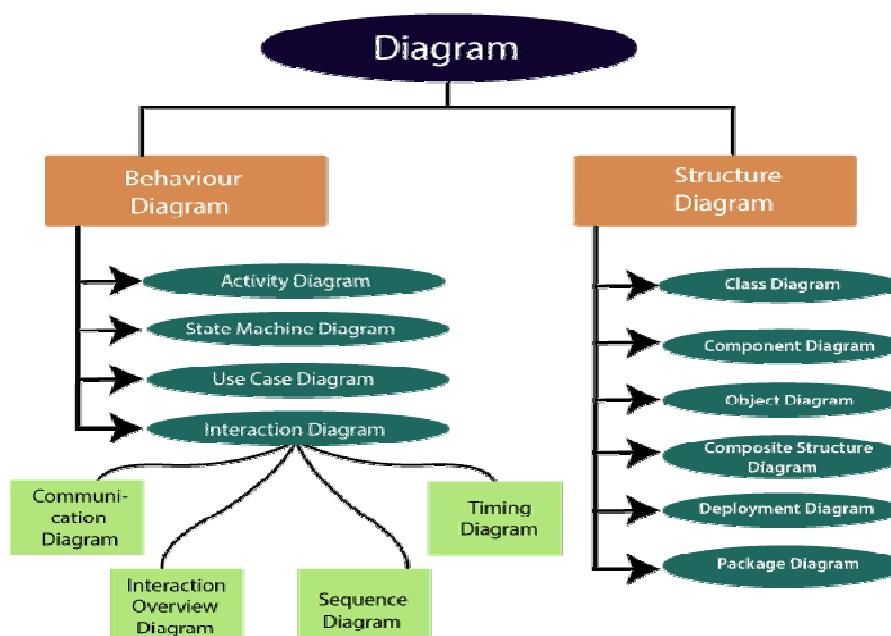 Diagram
Behaviour
Diagram
Structure
Diagram
Activity Diagram
State Machine Diagram
Use Case Diagram
Interaction Diagram
Class Diagram
Component Diagram
Object Diagram
Composite Structure
Diagram
Deployment Diagram
Package Diagram
Communi-
cation
Diagram
Timing
Diagram
Interaction
Overview
Diagram
Sequence
Diagram